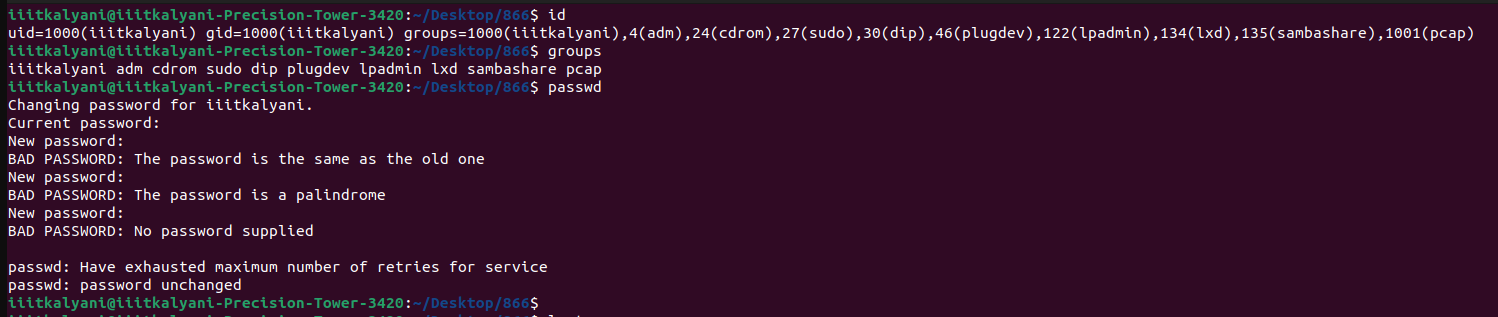 iiitkalyani@iiitkalyani-Precision-Tower-3420:~/Desktop/866$ id
uid=1000(iiitkalyani) gid=1000(iiitkalyani) groups=1000(iiitkalyani),4(adm),24(cdrom),27(sudo),30(dip),46(plugdev),122(lpadmin),134(lxd),135(sambashare),1001(pcap)
iiitkalyani@iiitkalyani-Precision-Tower-3420:~/Desktop/866$ groups
iiitkalyani adm cdrom sudo dip plugdev lpadmin lxd sambashare pcap
iiitkalyani@iiitkalyani-Precision-Tower-3420:~/Desktop/866$ passwd
Changing password for iiitkalyani.
Current password:
New password:
BAD PASSWORD: The password is the same as the old one
New password:
BAD PASSWORD: The password is a palindrome
New password:
BAD PASSWORD: No password supplied
passwd: Have exhausted maximum number of retries for service
passwd: password unchanged
iiitkalyani@iiitkalyani-Precision-Tower-3420:~/Desktop/866$